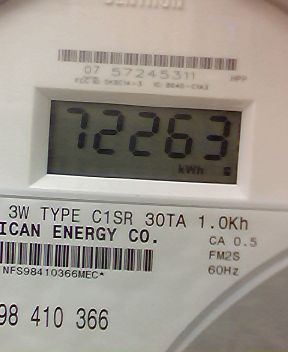 07 57245311 HPP
72263
kWh
3W TYPE C1SR 30TA 1.0Kh
ICAN ENERGY CO. CA 0.5
FM2S
NFS98410366MEC* 60Hz
98 410 366